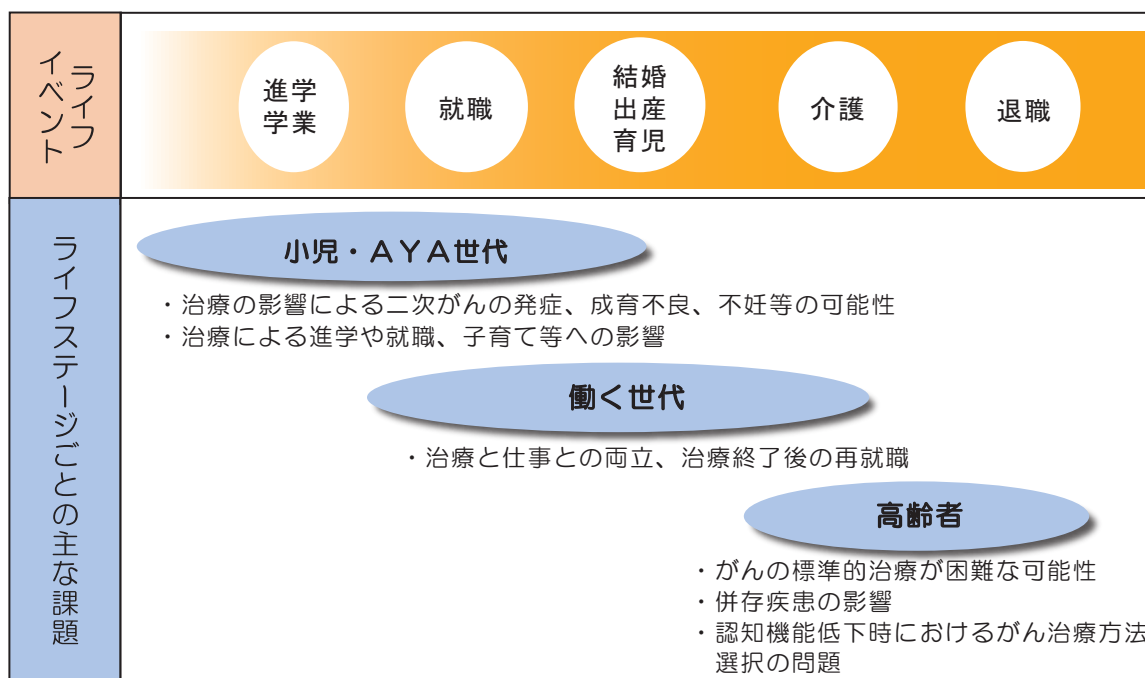 ライフ
イベント
進学
学業
就職
結婚
出産
育児
介護
退職
ライフステージごとの主な課題
小児・AYA世代
・治療の影響による二次がんの発症、成育不良、不妊等の可能性
・治療による進学や就職、子育て等への影響
働く世代
・治療と仕事との両立、治療終了後の再就職
高齢者
・がんの標準的治療が困難な可能性
・併存疾患の影響
・認知機能低下時におけるがん治療方法
選択の問題